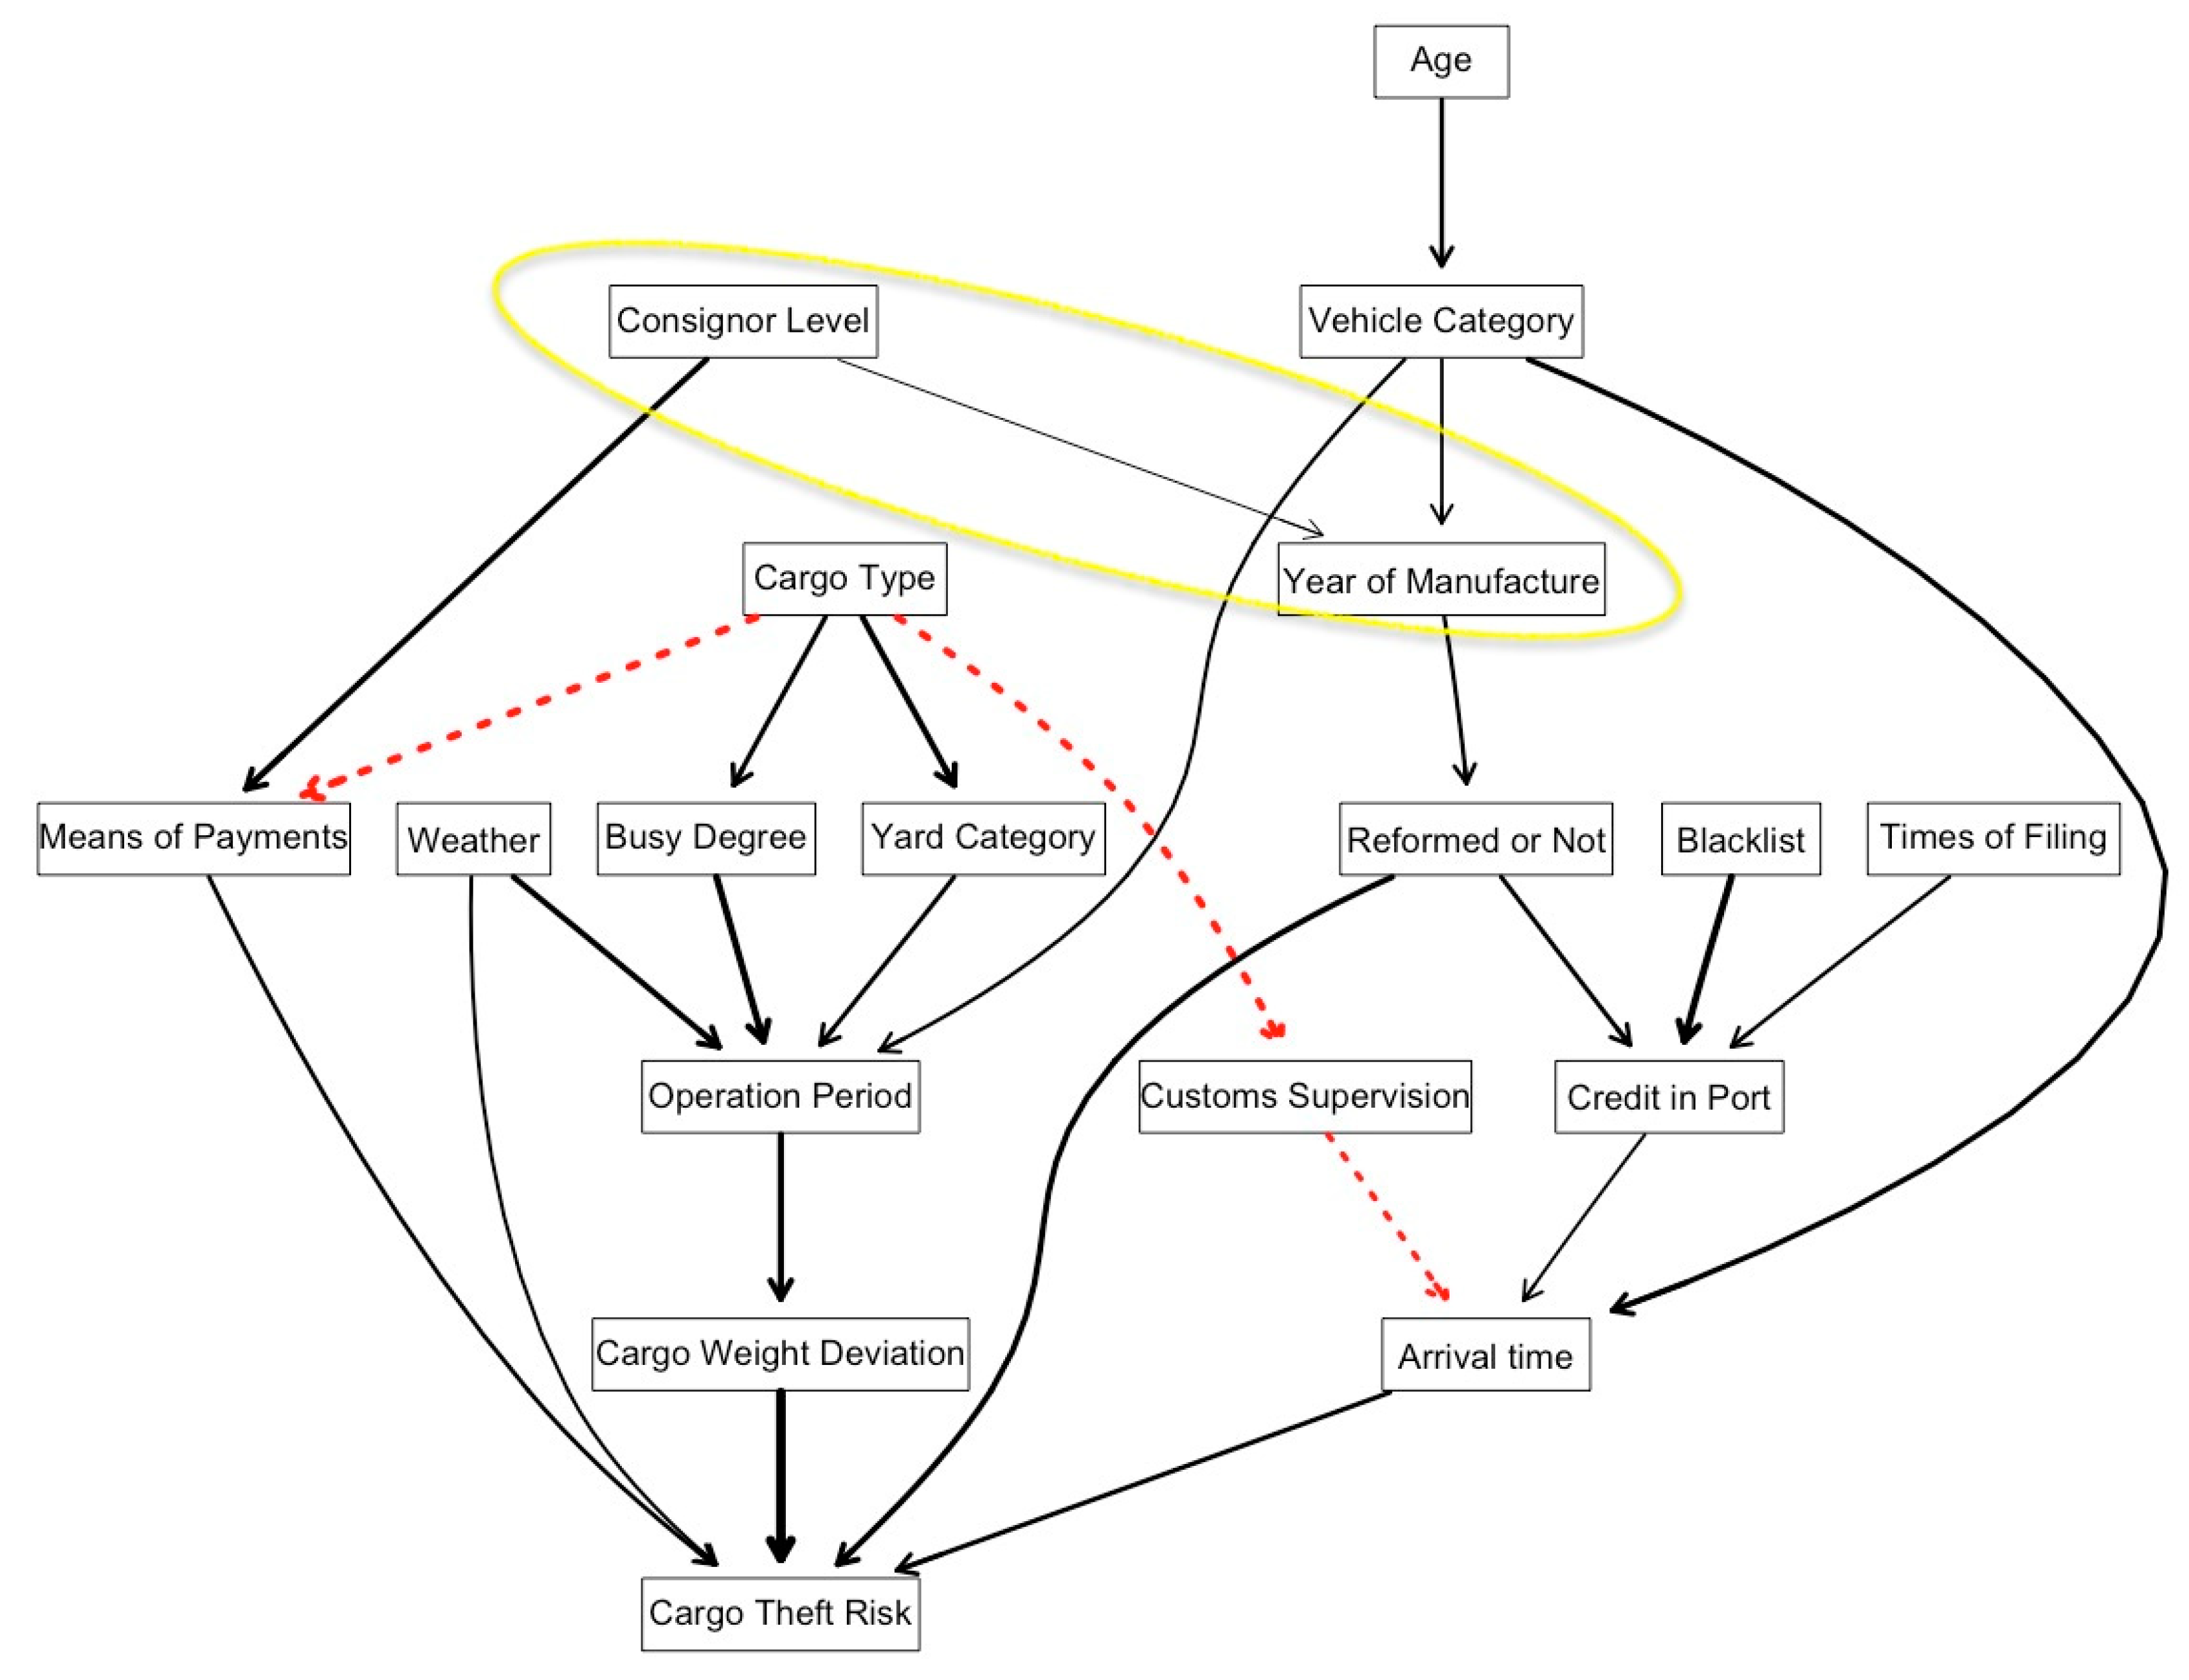 Age
Consignor Level
Vehicle Category
Cargo Type
Year of Manufacture
Means of Payments
Weather
Busy Degree
Yard Category
Reformed or Not
Blacklist
Times of Filing
Operation Period
Customs Supervision
Credit in Port
Cargo Weight Deviation
Arrival time
Cargo Theft Risk